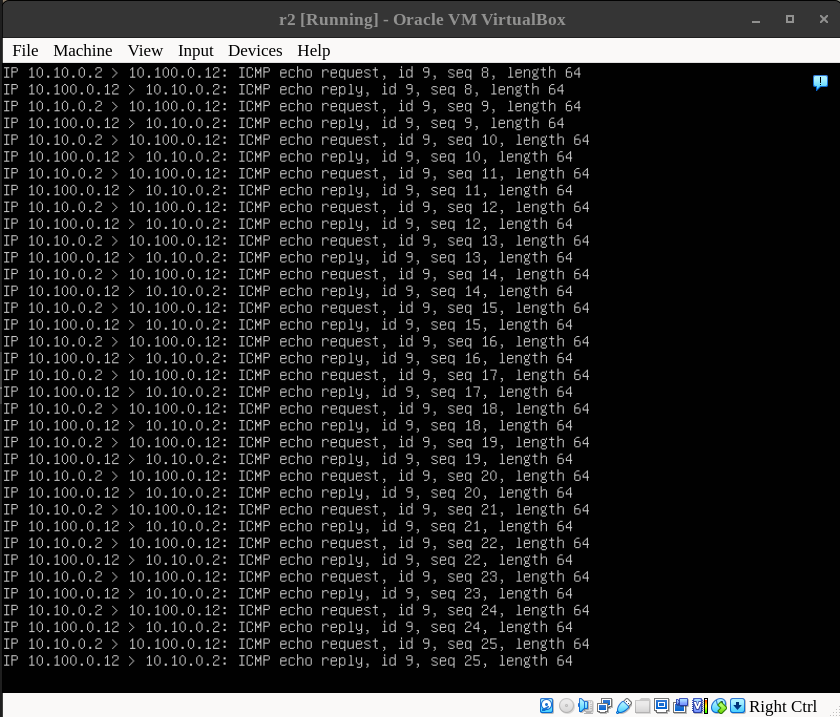 r2 [Running] - Oracle VM VirtualBox
File Machine View Input Devices Help
IP 10.10.0.2 > 10.100.0.12: ICMP echo request, id 9, seq 8, length 64
IP 10.100.0.12 > 10.10.0.2: ICMP echo reply, id 9, seq 8, length 64
IP 10.10.0.2 > 10.100.0.12: ICMP echo request, id 9, seq 9, length 64
IP 10.100.0.12 > 10.10.0.2: ICMP echo reply, id 9, seq 9, length 64
IP 10.10.0.2 > 10.100.0.12: ICMP echo request, id 9, seq 10, length 64
IP 10.100.0.12 > 10.10.0.2: ICMP echo reply, id 9, seq 10, length 64
IP 10.10.0.2 > 10.100.0.12: ICMP echo request, id 9, seq 11, length 64
IP 10.100.0.12 > 10.10.0.2: ICMP echo reply, id 9, seq 11, length 64
IP 10.10.0.2 > 10.100.0.12: ICMP echo request, id 9, seq 12, length 64
IP 10.100.0.12 > 10.10.0.2: ICMP echo reply, id 9, seq 12, length 64
IP 10.10.0.2 > 10.100.0.12: ICMP echo request, id 9, seq 13, length 64
IP 10.100.0.12 > 10.10.0.2: ICMP echo reply, id 9, seq 13, length 64
IP 10.10.0.2 > 10.100.0.12: ICMP echo request, id 9, seq 14, length 64
IP 10.100.0.12 > 10.10.0.2: ICMP echo reply, id 9, seq 14, length 64
IP 10.10.0.2 > 10.100.0.12: ICMP echo request, id 9, seq 15, length 64
IP 10.100.0.12 > 10.10.0.2: ICMP echo reply, id 9, seq 15, length 64
IP 10.10.0.2 > 10.100.0.12: ICMP echo request, id 9, seq 16, length 64
IP 10.100.0.12 > 10.10.0.2: ICMP echo reply, id 9, seq 16, length 64
IP 10.10.0.2 > 10.100.0.12: ICMP echo request, id 9, seq 17, length 64
IP 10.100.0.12 > 10.10.0.2: ICMP echo reply, id 9, seq 17, length 64
IP 10.10.0.2 > 10.100.0.12: ICMP echo request, id 9, seq 18, length 64
IP 10.100.0.12 > 10.10.0.2: ICMP echo reply, id 9, seq 18, length 64
IP 10.10.0.2 > 10.100.0.12: ICMP echo request, id 9, seq 19, length 64
IP 10.100.0.12 > 10.10.0.2: ICMP echo reply, id 9, seq 19, length 64
IP 10.10.0.2 > 10.100.0.12: ICMP echo request, id 9, seq 20, length 64
IP 10.100.0.12 > 10.10.0.2: ICMP echo reply, id 9, seq 20, length 64
IP 10.10.0.2 > 10.100.0.12: ICMP echo request, id 9, seq 21, length 64
IP 10.100.0.12 > 10.10.0.2: ICMP echo reply, id 9, seq 21, length 64
IP 10.10.0.2 > 10.100.0.12: ICMP echo request, id 9, seq 22, length 64
IP 10.100.0.12 > 10.10.0.2: ICMP echo reply, id 9, seq 22, length 64
IP 10.10.0.2 > 10.100.0.12: ICMP echo request, id 9, seq 23, length 64
IP 10.100.0.12 > 10.10.0.2: ICMP echo reply, id 9, seq 23, length 64
IP 10.10.0.2 > 10.100.0.12: ICMP echo request, id 9, seq 24, length 64
IP 10.100.0.12 > 10.10.0.2: ICMP echo reply, id 9, seq 24, length 64
IP 10.10.0.2 > 10.100.0.12: ICMP echo request, id 9, seq 25, length 64
IP 10.100.0.12 > 10.10.0.2: ICMP echo reply, id 9, seq 25, length 64
Right Ctrl